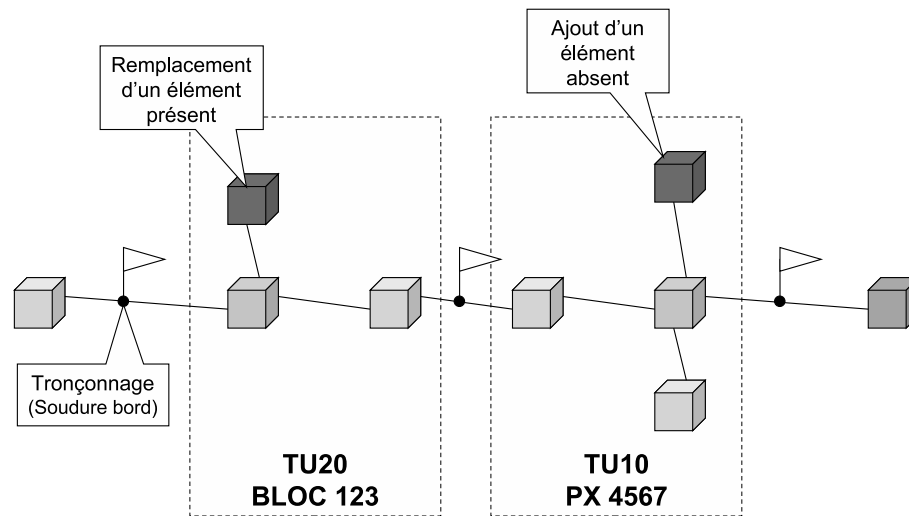 Remplacement
d'un élément
présent
Ajout d'un
élément
absent
Tronçonnage
(Soudure bord)
TU20
BLOC 123
TU10
PX 4567